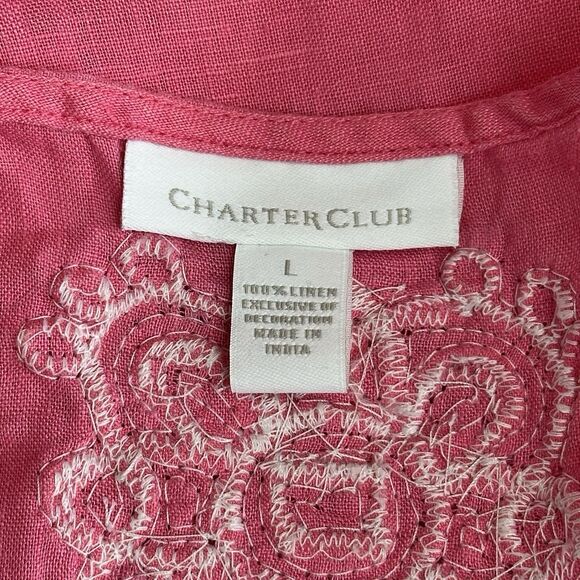 CHARTER CLUB
L
100% LINEN
EXCLUSIVE OF
DECORATION
MADE IN
INDIA